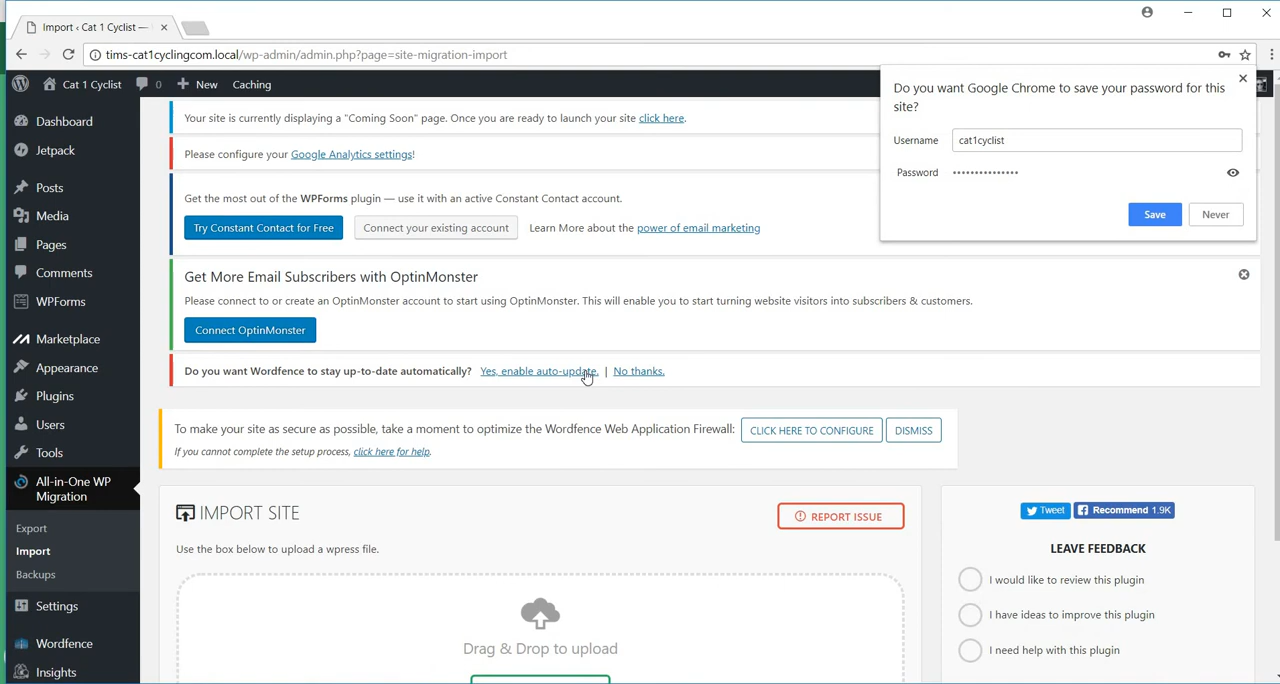 Import ‹ Cat 1 Cyclist —
tims-cat1cyclingcom.local/wp-admin/admin.php?page=site-migration-import
Cat 1 Cyclist
0
New
Caching
Dashboard
Jetpack
Posts
Media
Pages
Comments
WPForms
Marketplace
Appearance
Plugins
Users
Tools
All-in-One WP
Migration
Export
Import
Backups
Settings
Wordfence
Insights
Your site is currently displaying a "Coming Soon" page. Once you are ready to launch your site click here.
Please configure your Google Analytics settings!
Get the most out of the WPForms plugin — use it with an active Constant Contact account.
Try Constant Contact for Free
Connect your existing account
Learn More about the power of email marketing
Get More Email Subscribers with OptinMonster
Please connect to or create an OptinMonster account to start using OptinMonster. This will enable you to start turning website visitors into subscribers & customers.
Connect OptinMonster
Do you want Wordfence to stay up-to-date automatically? Yes, enable auto-update. | No thanks.
To make your site as secure as possible, take a moment to optimize the Wordfence Web Application Firewall:
CLICK HERE TO CONFIGURE
DISMISS
If you cannot complete the setup process, click here for help.
IMPORT SITE
REPORT ISSUE
Use the box below to upload a wpress file.
Drag & Drop to upload
Tweet
Recommend 1.9K
LEAVE FEEDBACK
I would like to review this plugin
I have ideas to improve this plugin
I need help with this plugin
Do you want Google Chrome to save your password for this
site?
Username
cat1cyclist
Password
•••••••••••••••
Save
Never